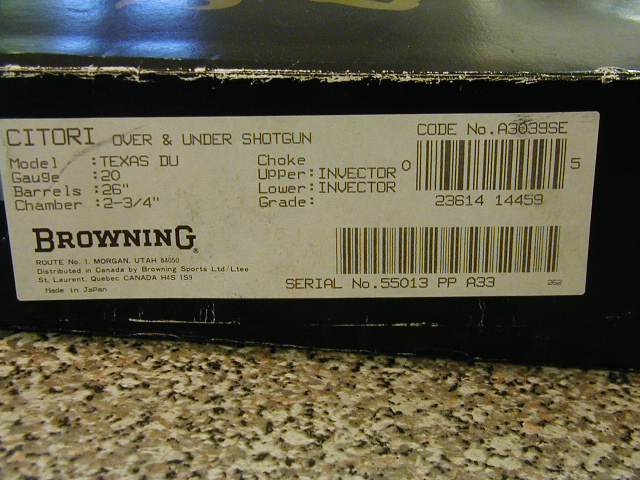 CITORI OVER & UNDER SHOTGUN
Model :TEXAS DU
Gauge :20
Barrels :26"
Chamber :2-3/4"
Choke
Upper:INVECTOR
Lower:INVECTOR
Grade:
CODE No.A3039SE
0 5
23614 14459
BROWNING®
ROUTE No. 1, MORGAN, UTAH 84050
Distributed in Canada by Browning Sports Ltd/Ltee
St. Laurent, Quebec CANADA H4S 1S9
Made in Japan
SERIAL No.55013 PP A33
262